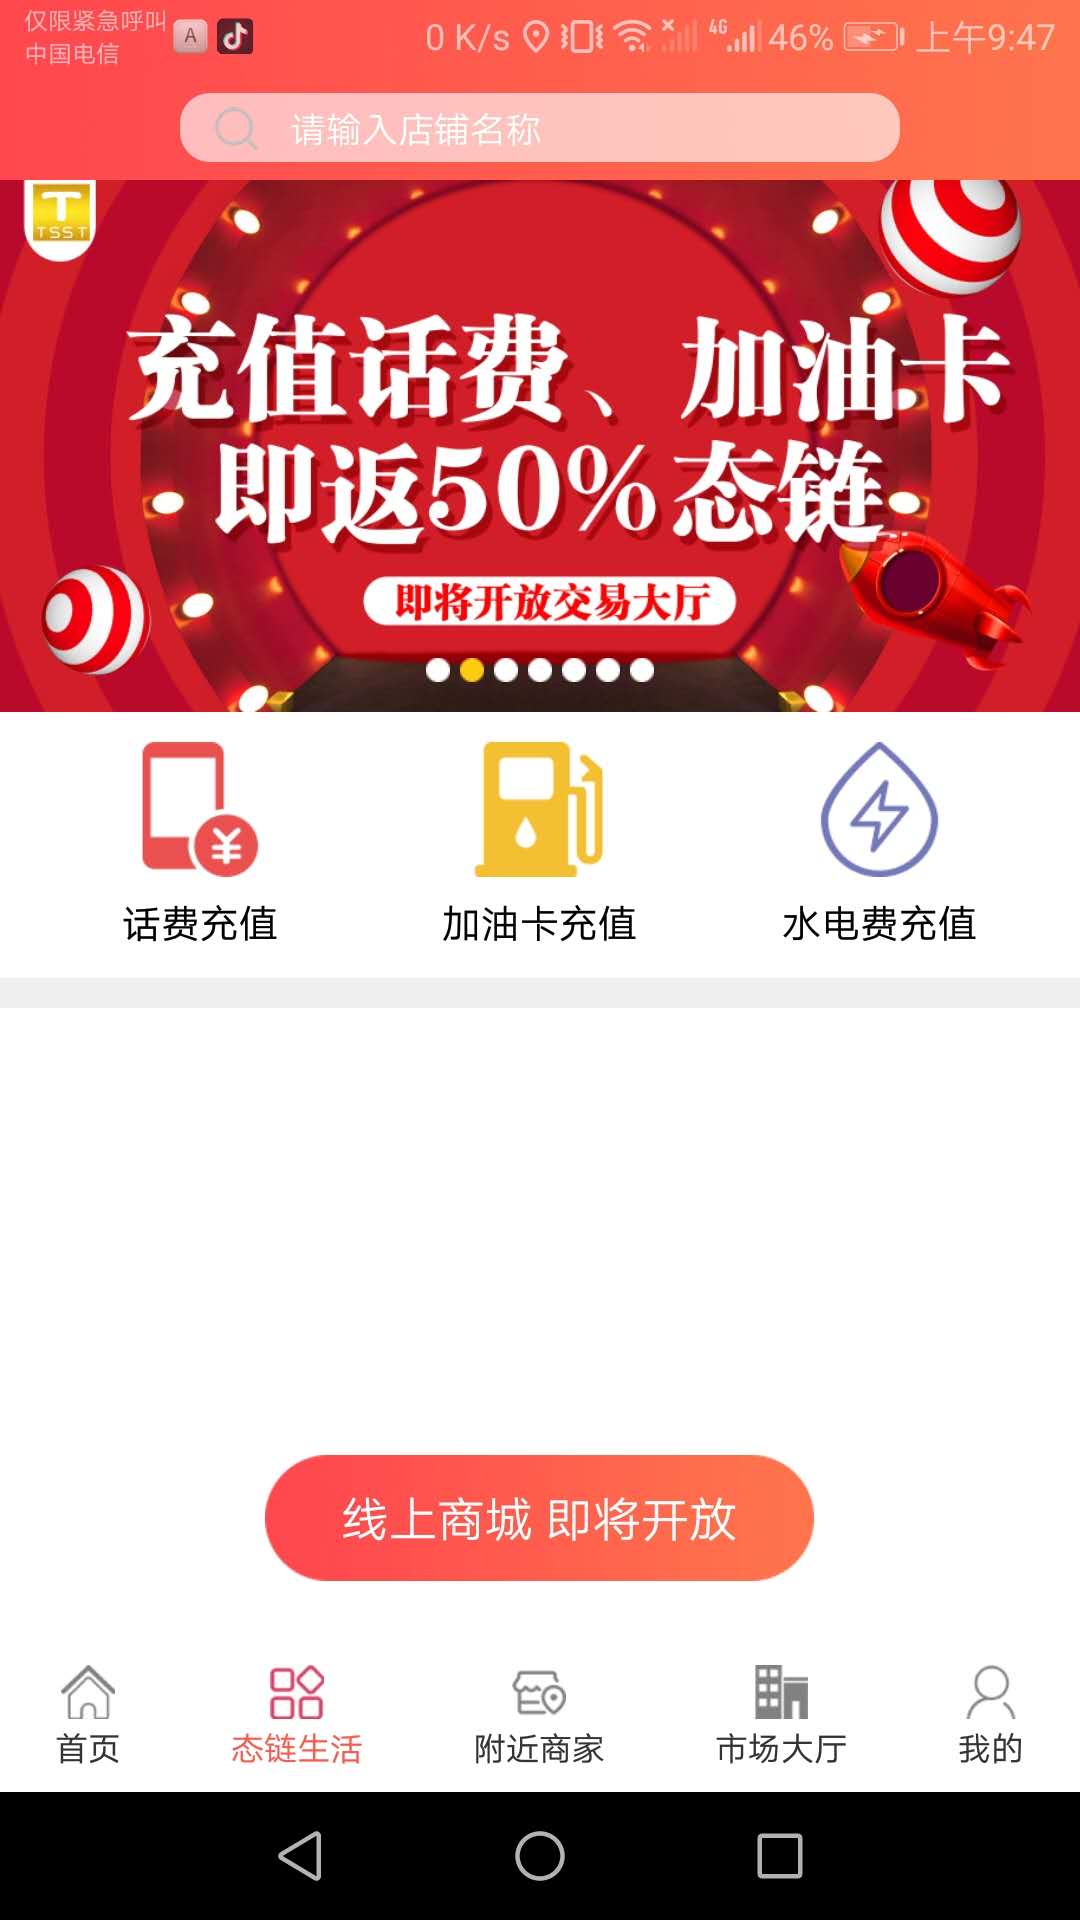 仅限紧急呼叫
中国电信
A
0 K/s
4G
46%
上午9:47
请输入店铺名称
T
TSST
充值话费、加油卡
即返50%态链
即将开放交易大厅
¥
话费充值
加油卡充值
水电费充值
线上商城 即将开放
首页
态链生活
附近商家
市场大厅
我的